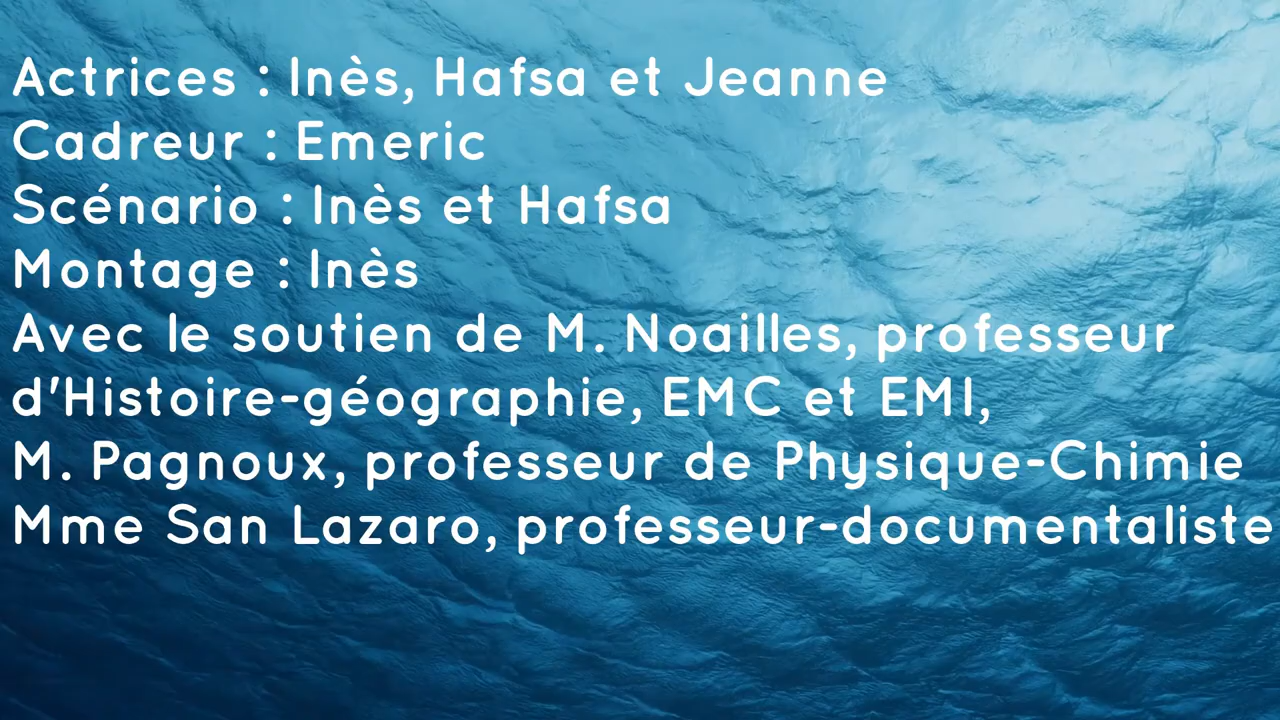 Actrices : Inès, Hafsa et Jeanne
Cadreur : Emeric
Scénario : Inès et Hafsa
Montage : Inès
Avec le soutien de M. Noailles, professeur
d'Histoire-géographie, EMC et EMI,
M. Pagnoux, professeur de Physique-Chimie
Mme San Lazaro, professeur-documentaliste